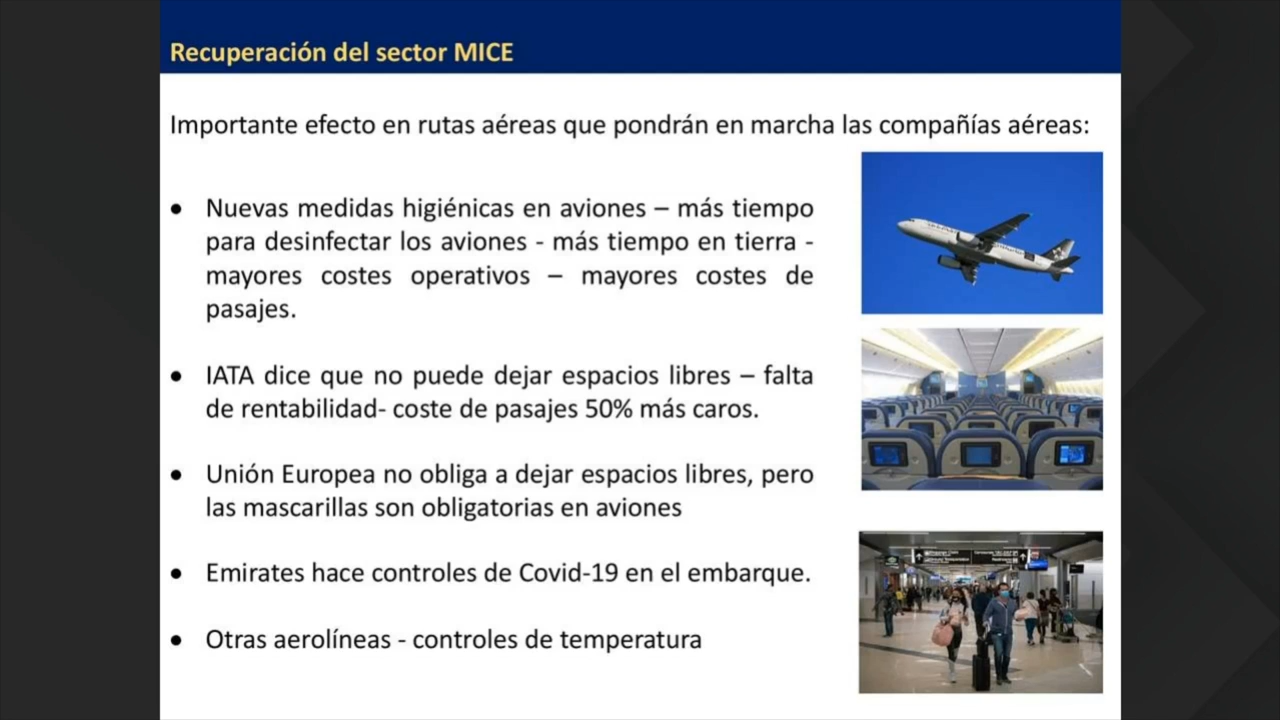 Recuperación del sector MICE
Importante efecto en rutas aéreas que pondrán en marcha las compañías aéreas:
• Nuevas medidas higiénicas en aviones – más tiempo
para desinfectar los aviones - más tiempo en tierra -
mayores costes operativos – mayores costes de
pasajes.
• IATA dice que no puede dejar espacios libres – falta
de rentabilidad- coste de pasajes 50% más caros.
• Unión Europea no obliga a dejar espacios libres, pero
las mascarillas son obligatorias en aviones
• Emirates hace controles de Covid-19 en el embarque.
• Otras aerolíneas - controles de temperatura